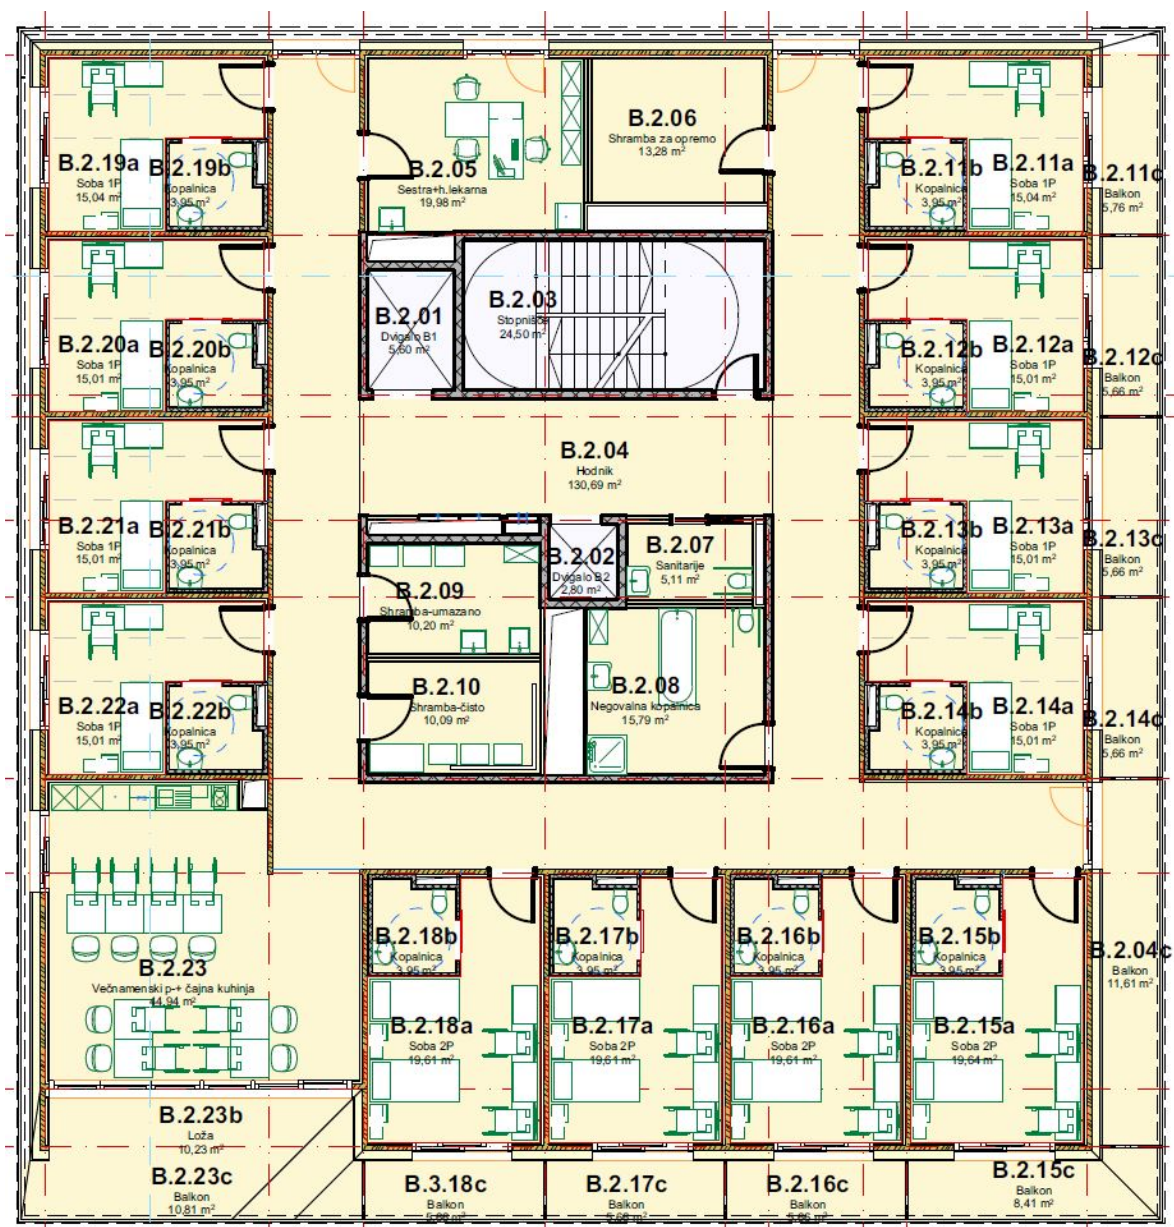 B.2.19a
Soba 1P
15,04 m²
B.2.19b
Kopalnica
3,95 m²
B.2.05
Sestra+h.lekarna
19,98 m²
B.2.06
Shramba za opremo
13,28 m²
B.2.11b
Kopalnica
3,95 m²
B.2.11a
Soba 1P
15,04 m²
B.2.11c
Balkon
5,76 m²
B.2.20a
Soba 1P
15,01 m²
B.2.20b
Kopalnica
3,95 m²
B.2.01
Dvigalo B1
5,60 m²
B.2.03
Stopnišče
24,50 m²
B.2.12b
Kopalnica
3,95 m²
B.2.12a
Soba 1P
15,01 m²
B.2.12c
Balkon
5,66 m²
B.2.04
Hodnik
130,69 m²
B.2.21a
Soba 1P
15,01 m²
B.2.21b
Kopalnica
3,95 m²
B.2.09
Shramba-umazano
10,20 m²
B.2.02
Dvigalo B2
2,80 m²
B.2.07
Sanitarije
5,11 m²
B.2.13b
Kopalnica
3,95 m²
B.2.13a
Soba 1P
15,01 m²
B.2.13c
Balkon
5,66 m²
B.2.22a
Soba 1P
15,01 m²
B.2.22b
Kopalnica
3,95 m²
B.2.10
Shramba-čisto
10,09 m²
B.2.08
Negovalna kopalnica
15,79 m²
B.2.14b
Kopalnica
3,95 m²
B.2.14a
Soba 1P
15,01 m²
B.2.14c
Balkon
5,66 m²
B.2.23
Večnamenski p-+ čajna kuhinja
44,94 m²
B.2.18b
Kopalnica
3,95 m²
B.2.17b
Kopalnica
3,95 m²
B.2.16b
Kopalnica
3,95 m²
B.2.15b
Kopalnica
3,95 m²
B.2.04c
Balkon
11,61 m²
B.2.18a
Soba 2P
19,61 m²
B.2.17a
Soba 2P
19,61 m²
B.2.16a
Soba 2P
19,61 m²
B.2.15a
Soba 2P
19,64 m²
B.2.23b
Loža
10,23 m²
B.2.23c
Balkon
10,81 m²
B.3.18c
Balkon
5,66 m²
B.2.17c
Balkon
5,66 m²
B.2.16c
Balkon
5,66 m²
B.2.15c
Balkon
8,41 m²